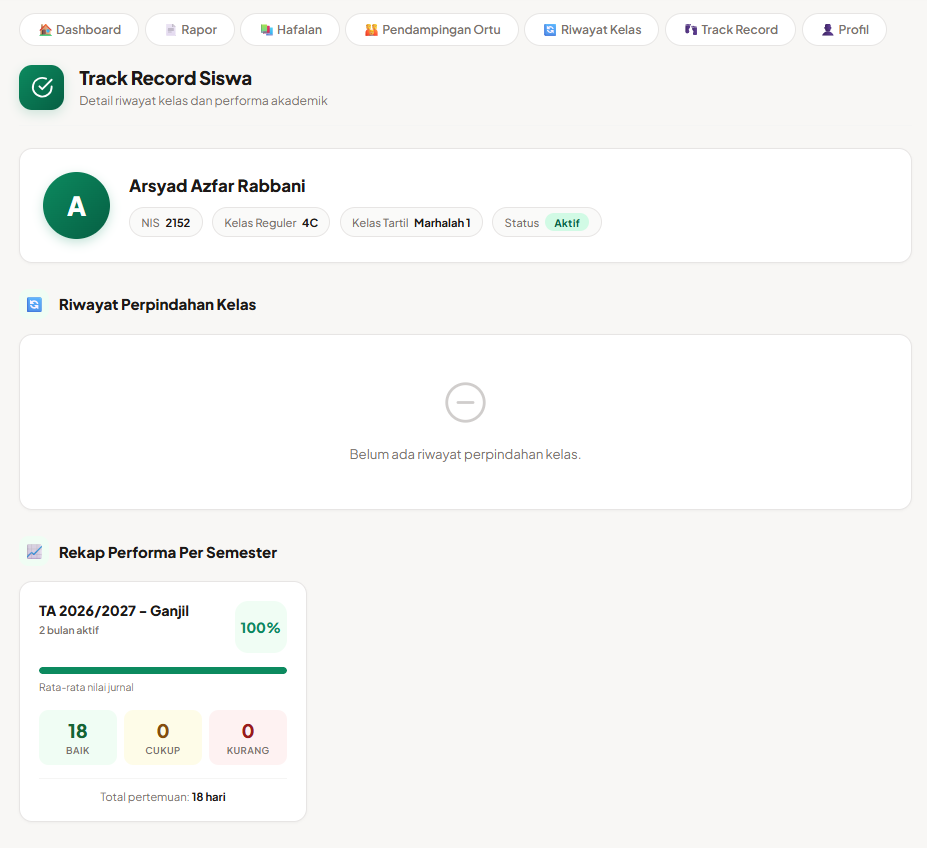 Dashboard
Rapor
Hafalan
Pendampingan Ortu
Riwayat Kelas
Track Record
Profil
Track Record Siswa
Detail riwayat kelas dan performa akademik
A
Arsyad Azfar Rabbani
NIS 2152
Kelas Reguler 4C
Kelas Tartil Marhalah 1
Status Aktif
Riwayat Perpindahan Kelas
Belum ada riwayat perpindahan kelas.
Rekap Performa Per Semester
TA 2026/2027 - Ganjil
2 bulan aktif
100%
Rata-rata nilai jurnal
18
BAIK
0
CUKUP
0
KURANG
Total pertemuan: 18 hari